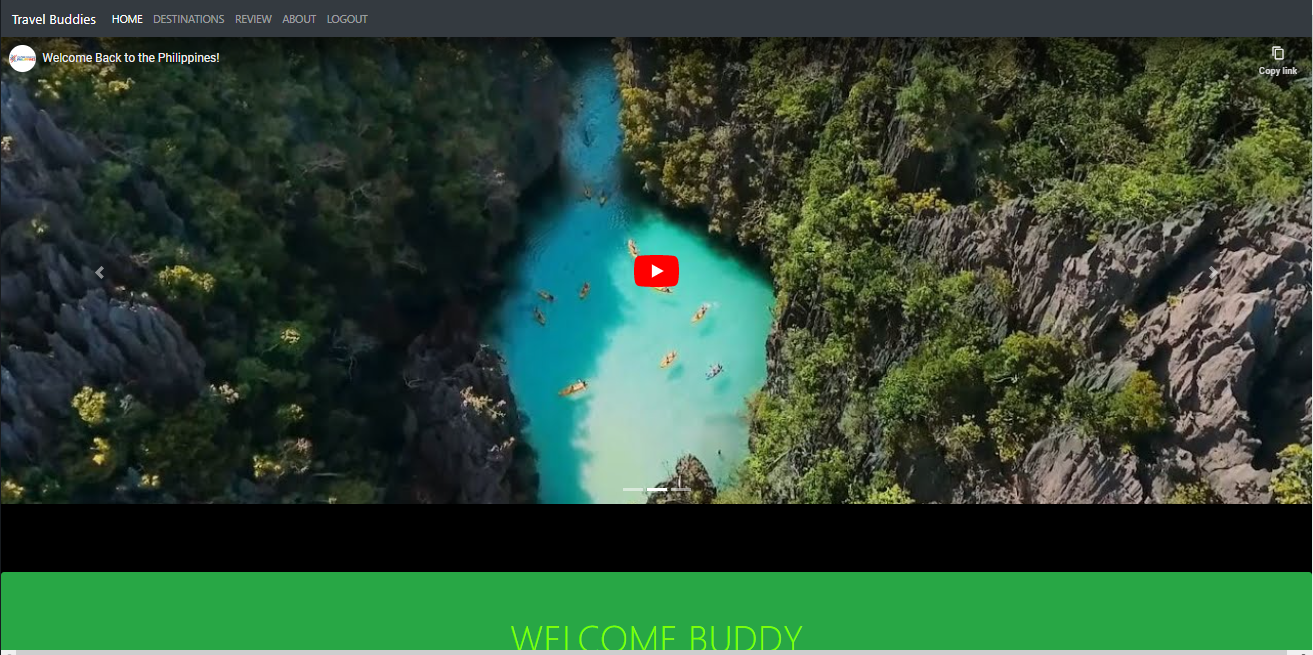 Travel Buddies HOME DESTINATIONS REVIEW ABOUT LOGOUT
Welcome Back to the Philippines!
Copy link
WELCOME BUDDY